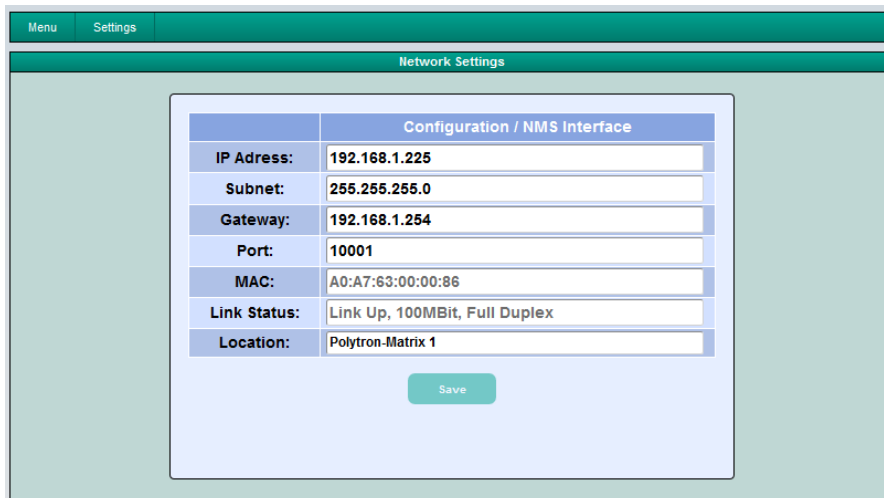 Menu Settings
Network Settings
Configuration / NMS Interface
IP Adress: 192.168.1.225
Subnet: 255.255.255.0
Gateway: 192.168.1.254
Port: 10001
MAC: A0:A7:63:00:00:86
Link Status: Link Up, 100MBit, Full Duplex
Location: Polytron-Matrix 1
Save